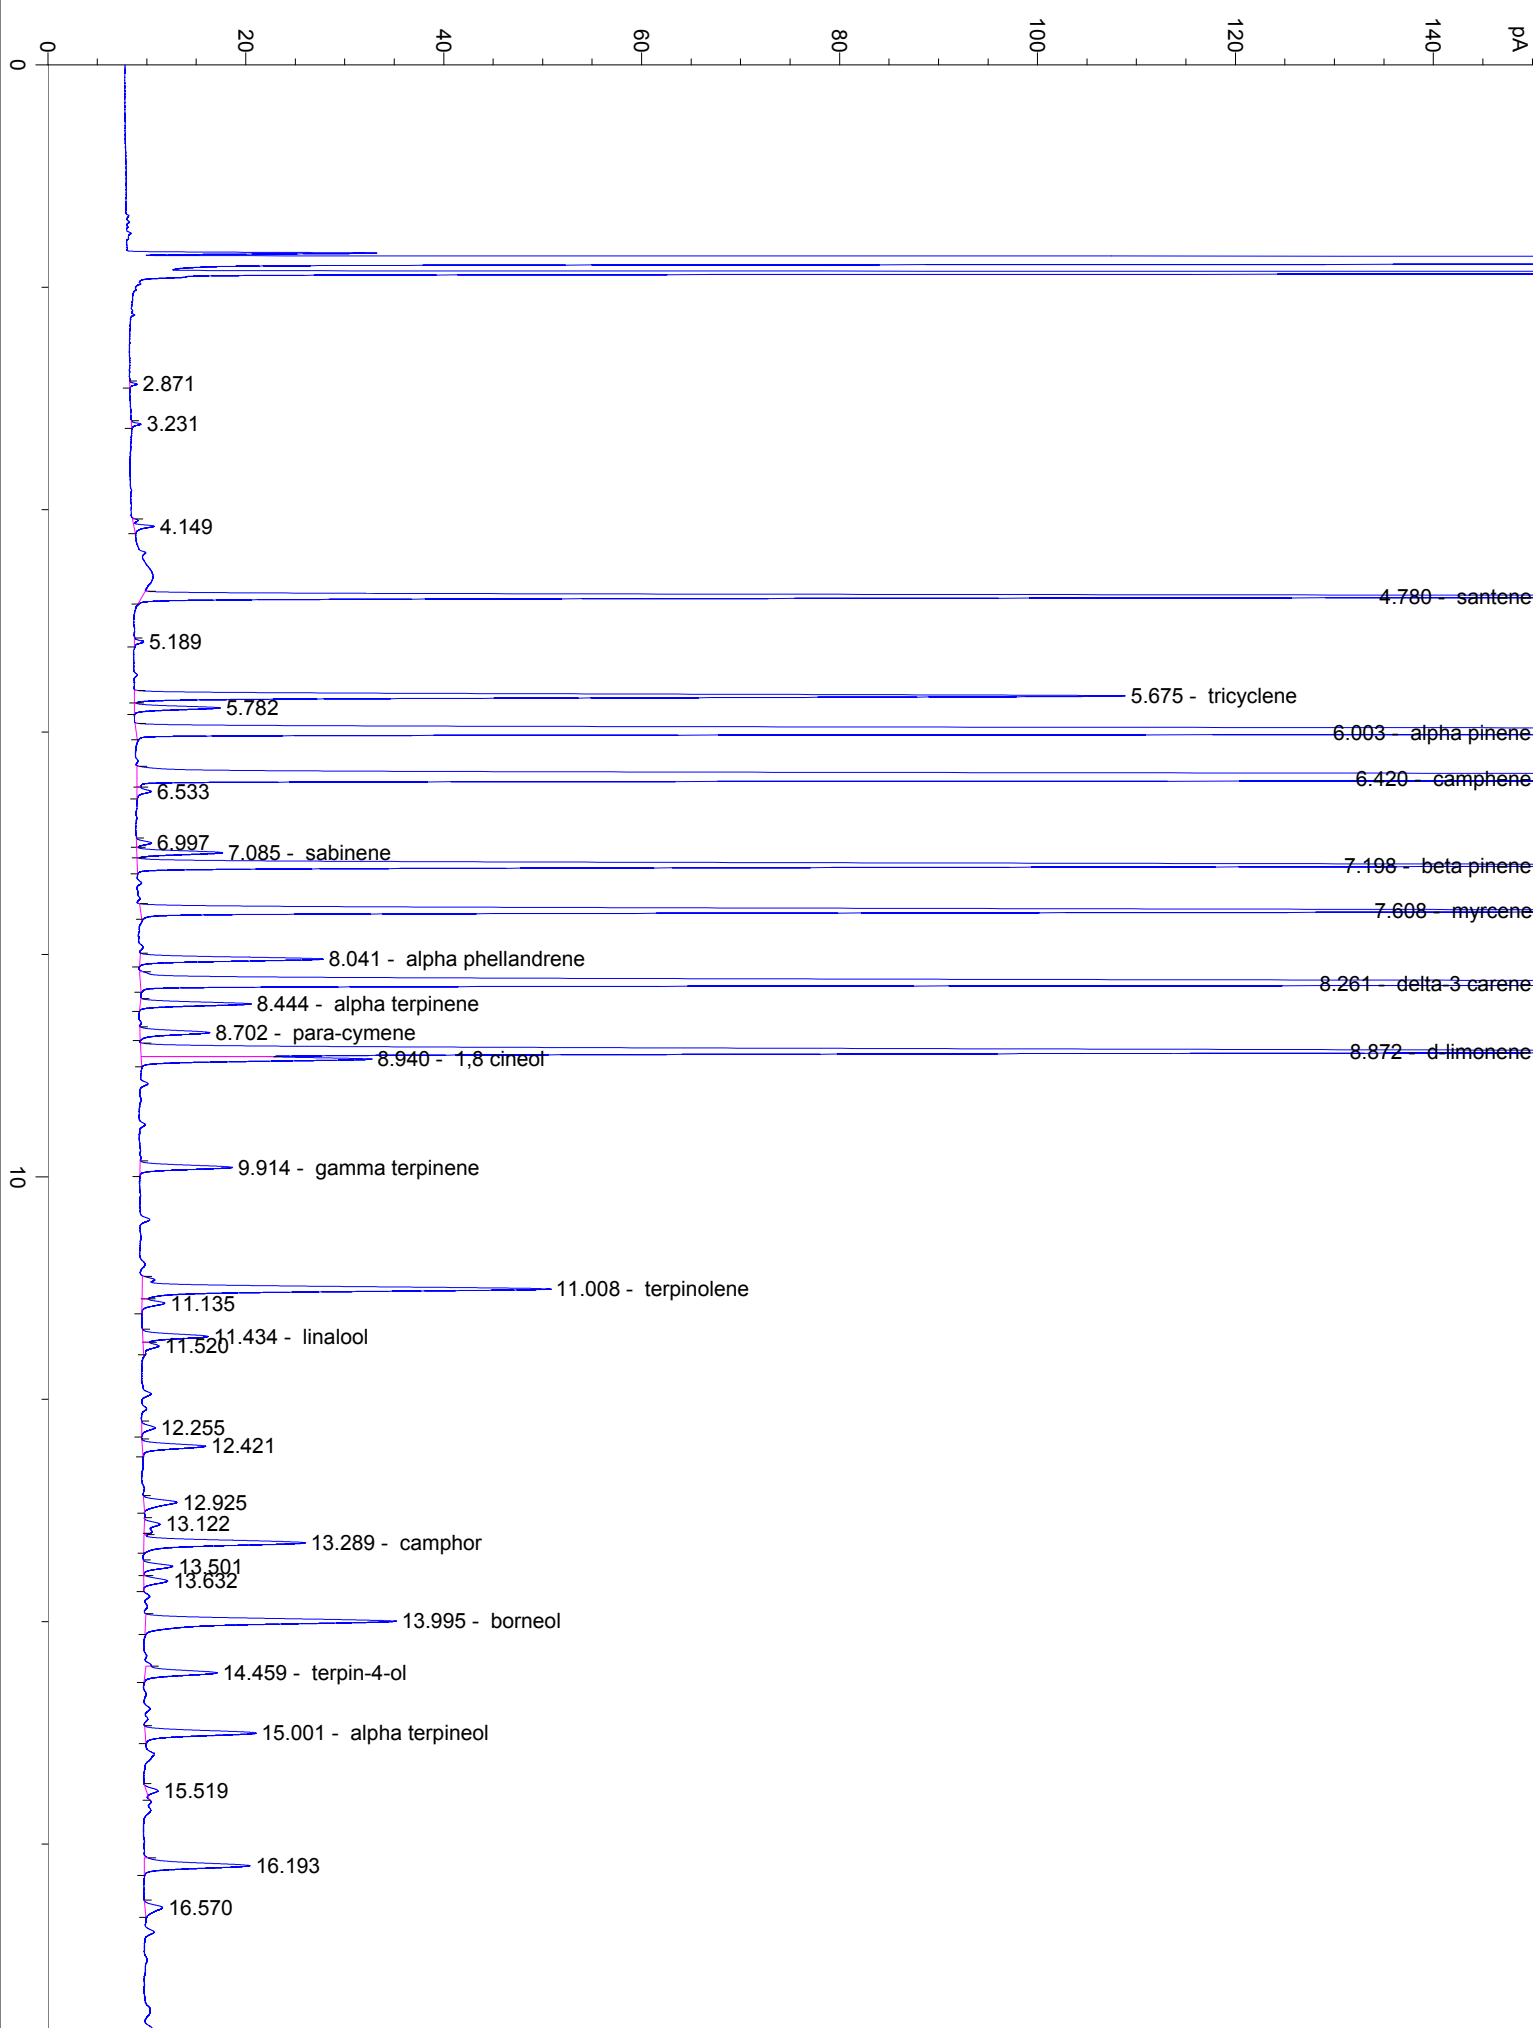 pA
0
20
40
60
80
100
120
140
0
10
2.871
3.231
4.149
4.780 - santene
5.189
5.675 - tricyclene
5.782
6.003 - alpha pinene
6.420 - camphene
6.533
6.997
7.085 - sabinene
7.198 - beta pinene
7.608 - myrcene
8.041 - alpha phellandrene
8.261 - delta-3 carene
8.444 - alpha terpinene
8.702 - para-cymene
8.872 - d-limonene
8.940 - 1,8 cineol
9.914 - gamma terpinene
11.008 - terpinolene
11.135
11.434 - linalool
11.520
12.255
12.421
12.925
13.122
13.289 - camphor
13.501
13.632
13.995 - borneol
14.459 - terpin-4-ol
15.001 - alpha terpineol
15.519
16.193
16.570